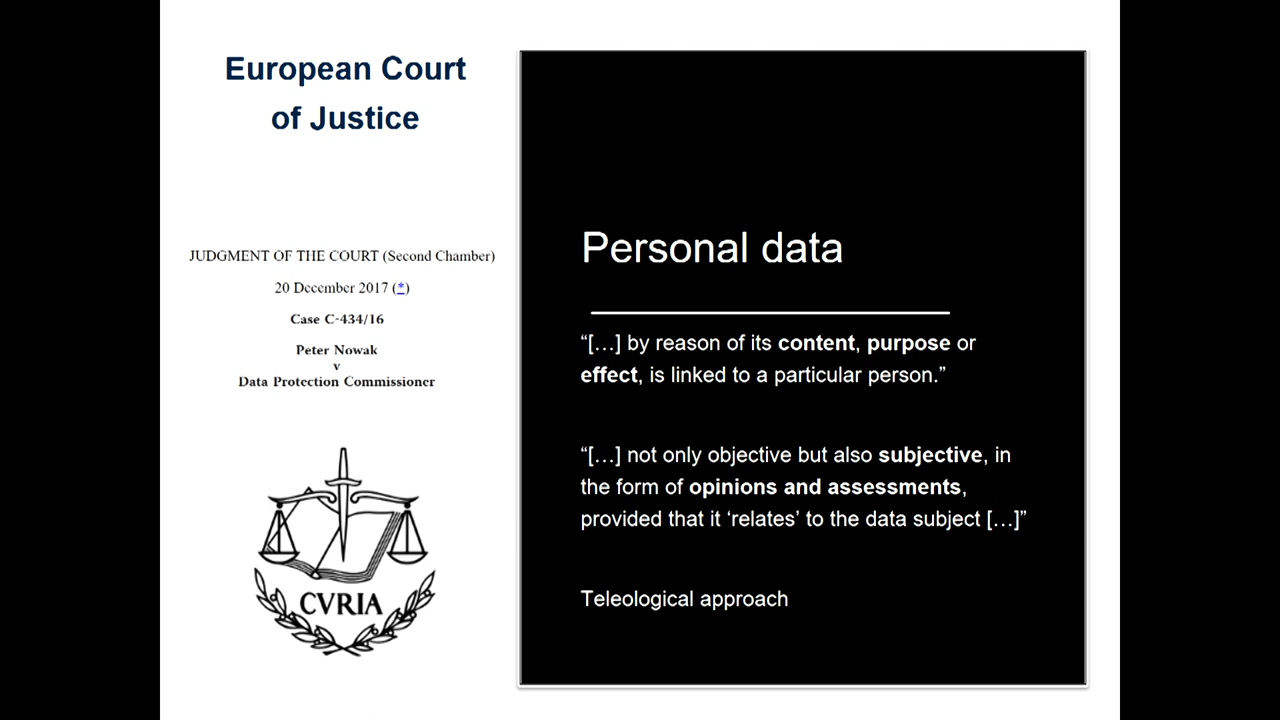 European Court
of Justice
JUDGMENT OF THE COURT (Second Chamber)
20 December 2017 (*)
Case C-434/16
Peter Nowak
v
Data Protection Commissioner
CVRIA
Personal data
“[…] by reason of its content, purpose or
effect, is linked to a particular person.”
“[…] not only objective but also subjective, in
the form of opinions and assessments,
provided that it ‘relates’ to the data subject […]”
Teleological approach